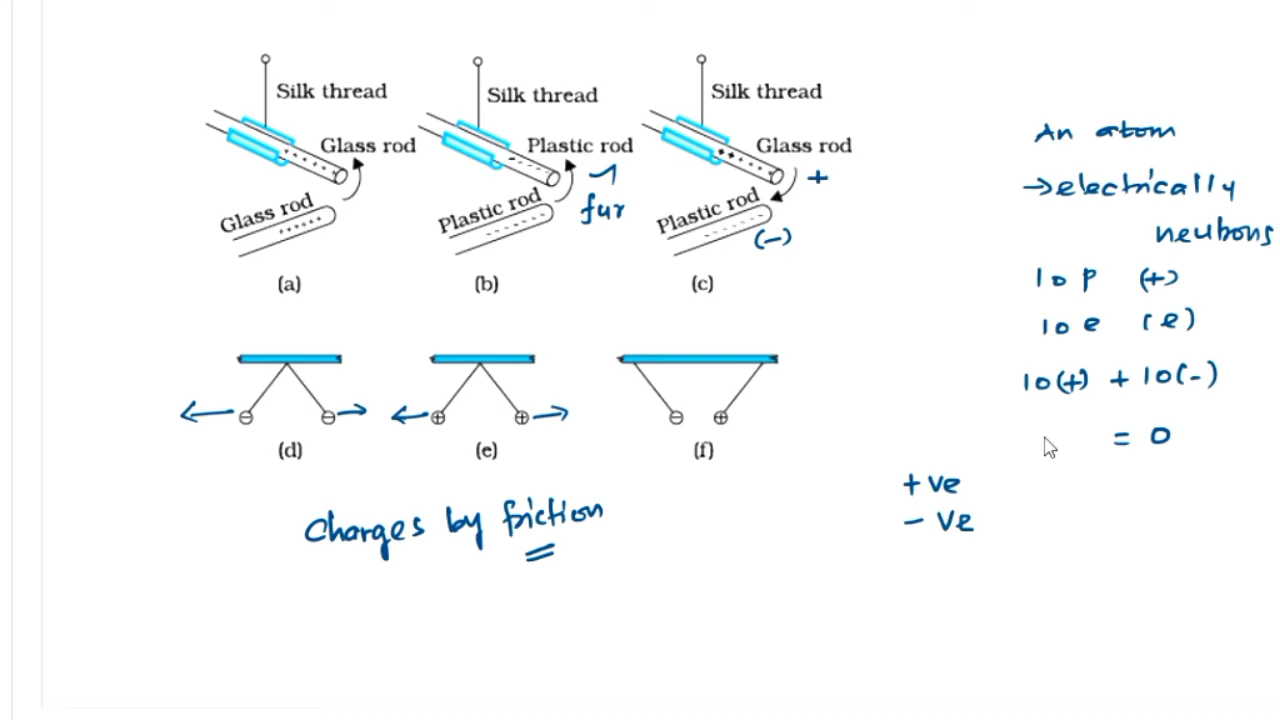 Silk thread
Silk thread
Silk thread
Glass rod
Plastic rod
Glass rod
+
Glass rod
Plastic rod
fur
Plastic rod
(-)
(a)
(b)
(c)
(d)
(e)
(f)
Charges by friction
+ ve
- ve
An atom
→ electrically
neutrons
10 p (+)
10 e (e)
10(+) + 10(-)
= 0